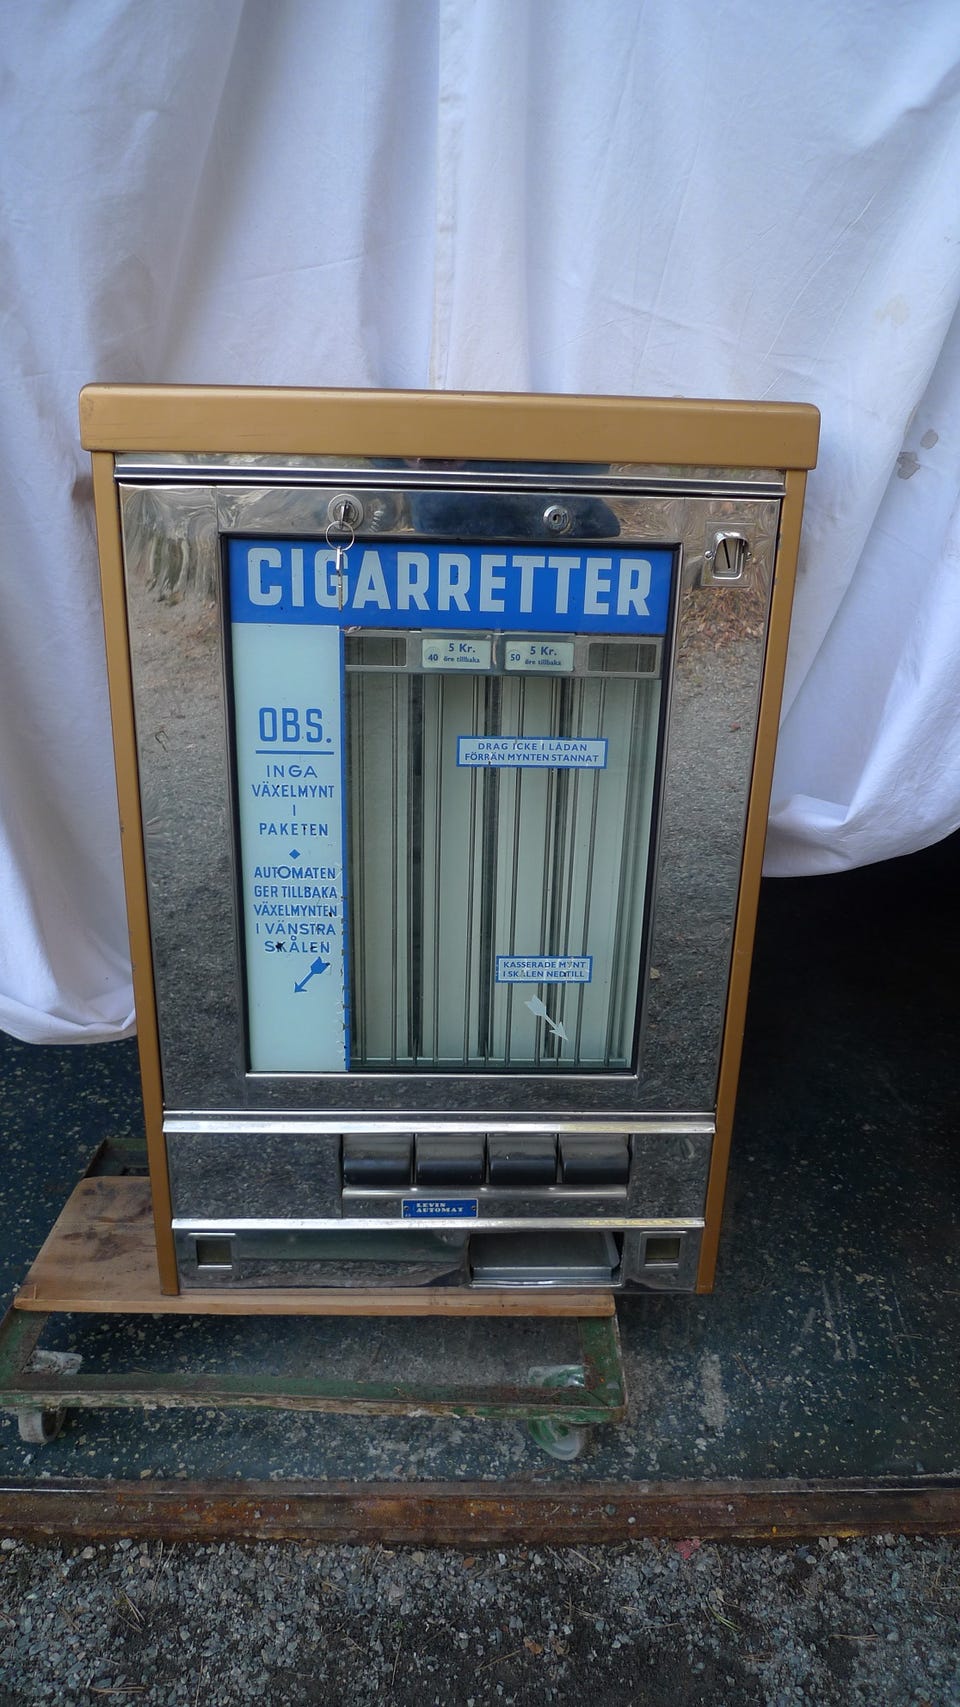 CIGARRETTER
5 Kr.
40 öre tillbaka
5 Kr.
50 öre tillbaka
OBS.
INGA
VÄXELMYNT
I
PAKETEN
AUTOMATEN
GER TILLBAKA
VÄXELMYNTEN
I VÄNSTRA
SKÅLEN
DRAG ICKE I LÅDAN
FÖRRÄN MYNTEN STANNAT
KASSERADE MYNT
I SKÅLEN NEDTILL
LEVIN
AUTOMAT